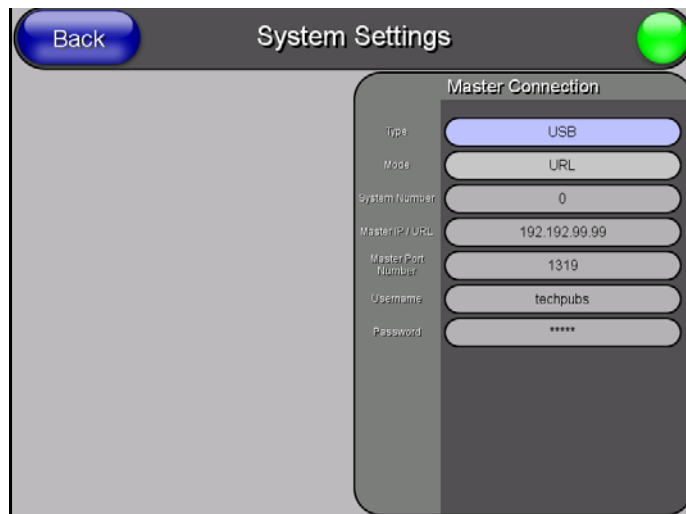 Back
System Settings
Master Connection
Type
USB
Mode
URL
System Number
0
Master IP / URL
192.192.99.99
Master Port
Number
1319
Username
techpubs
Password
*****